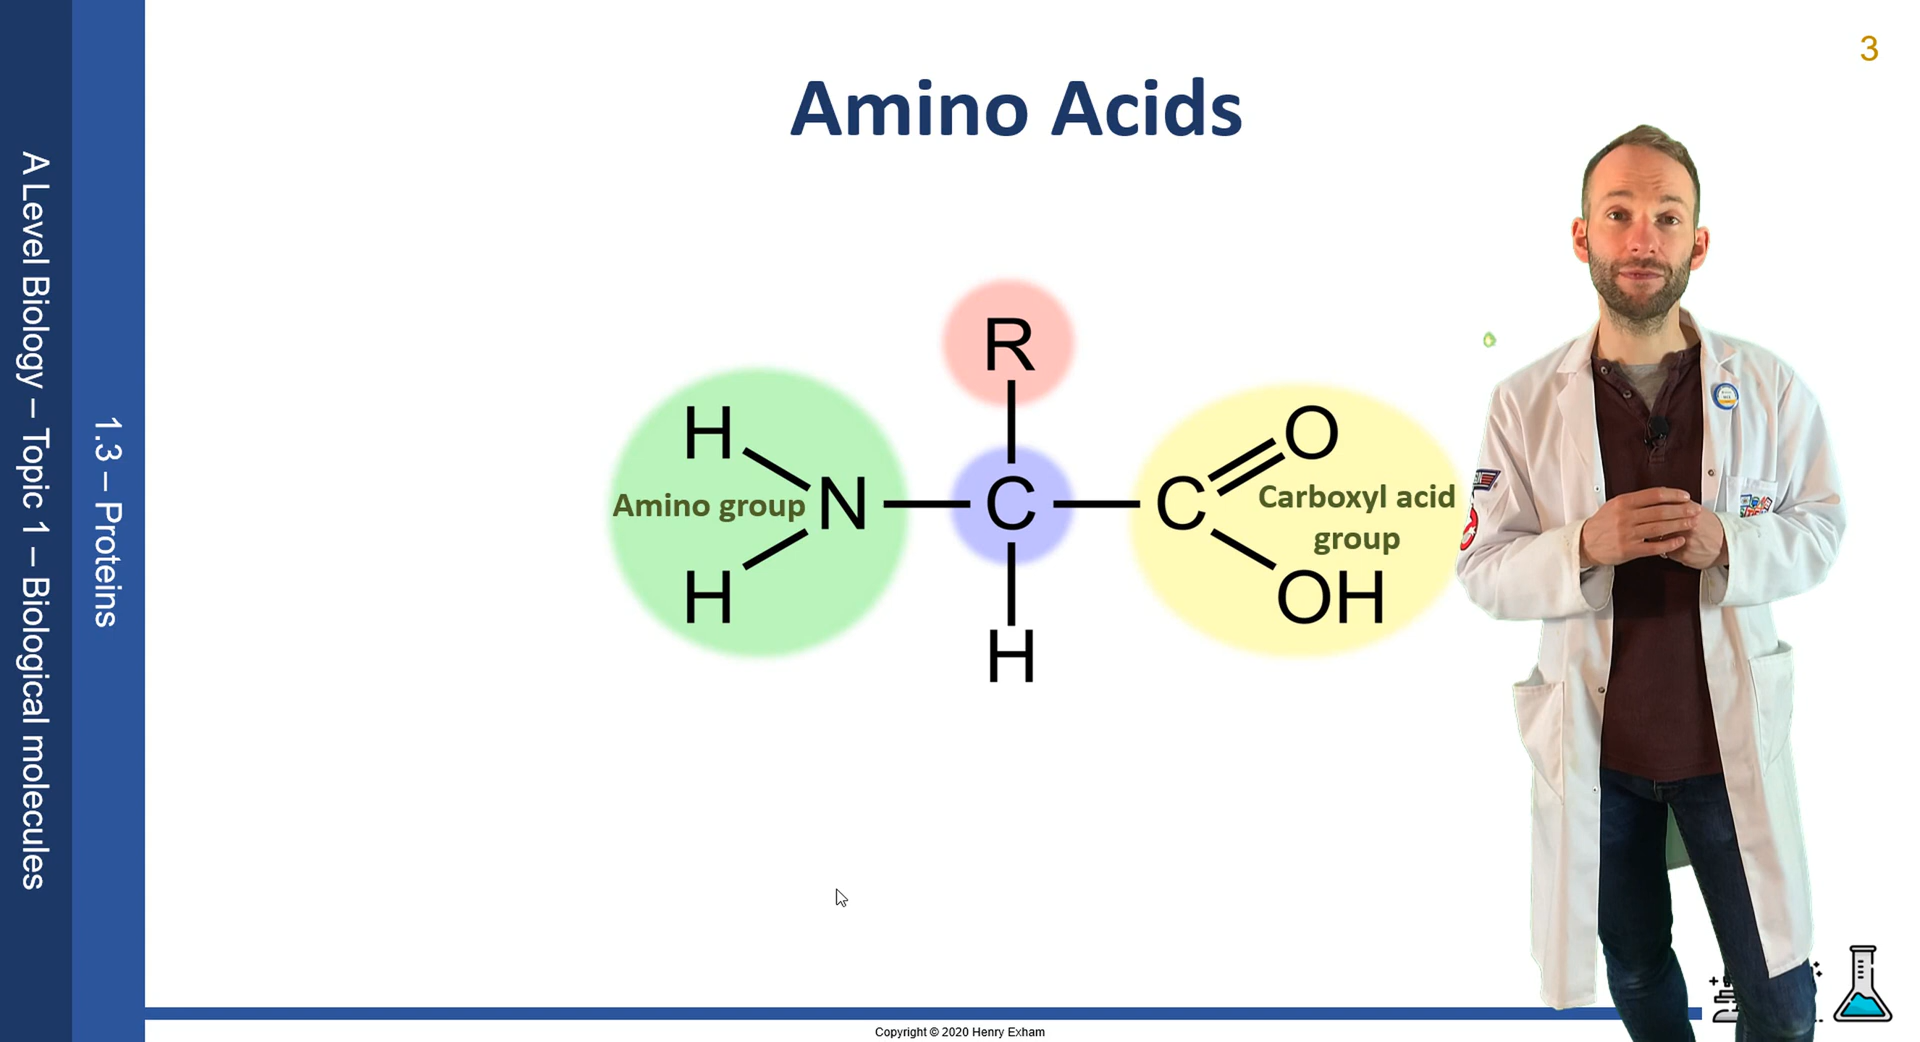 3
Amino Acids
A Level Biology – Topic 1 – Biological molecules
1.3 – Proteins
R
H
O
Amino group
N
C
C
Carboxyl acid
group
H
OH
H
Copyright © 2020 Henry Exham